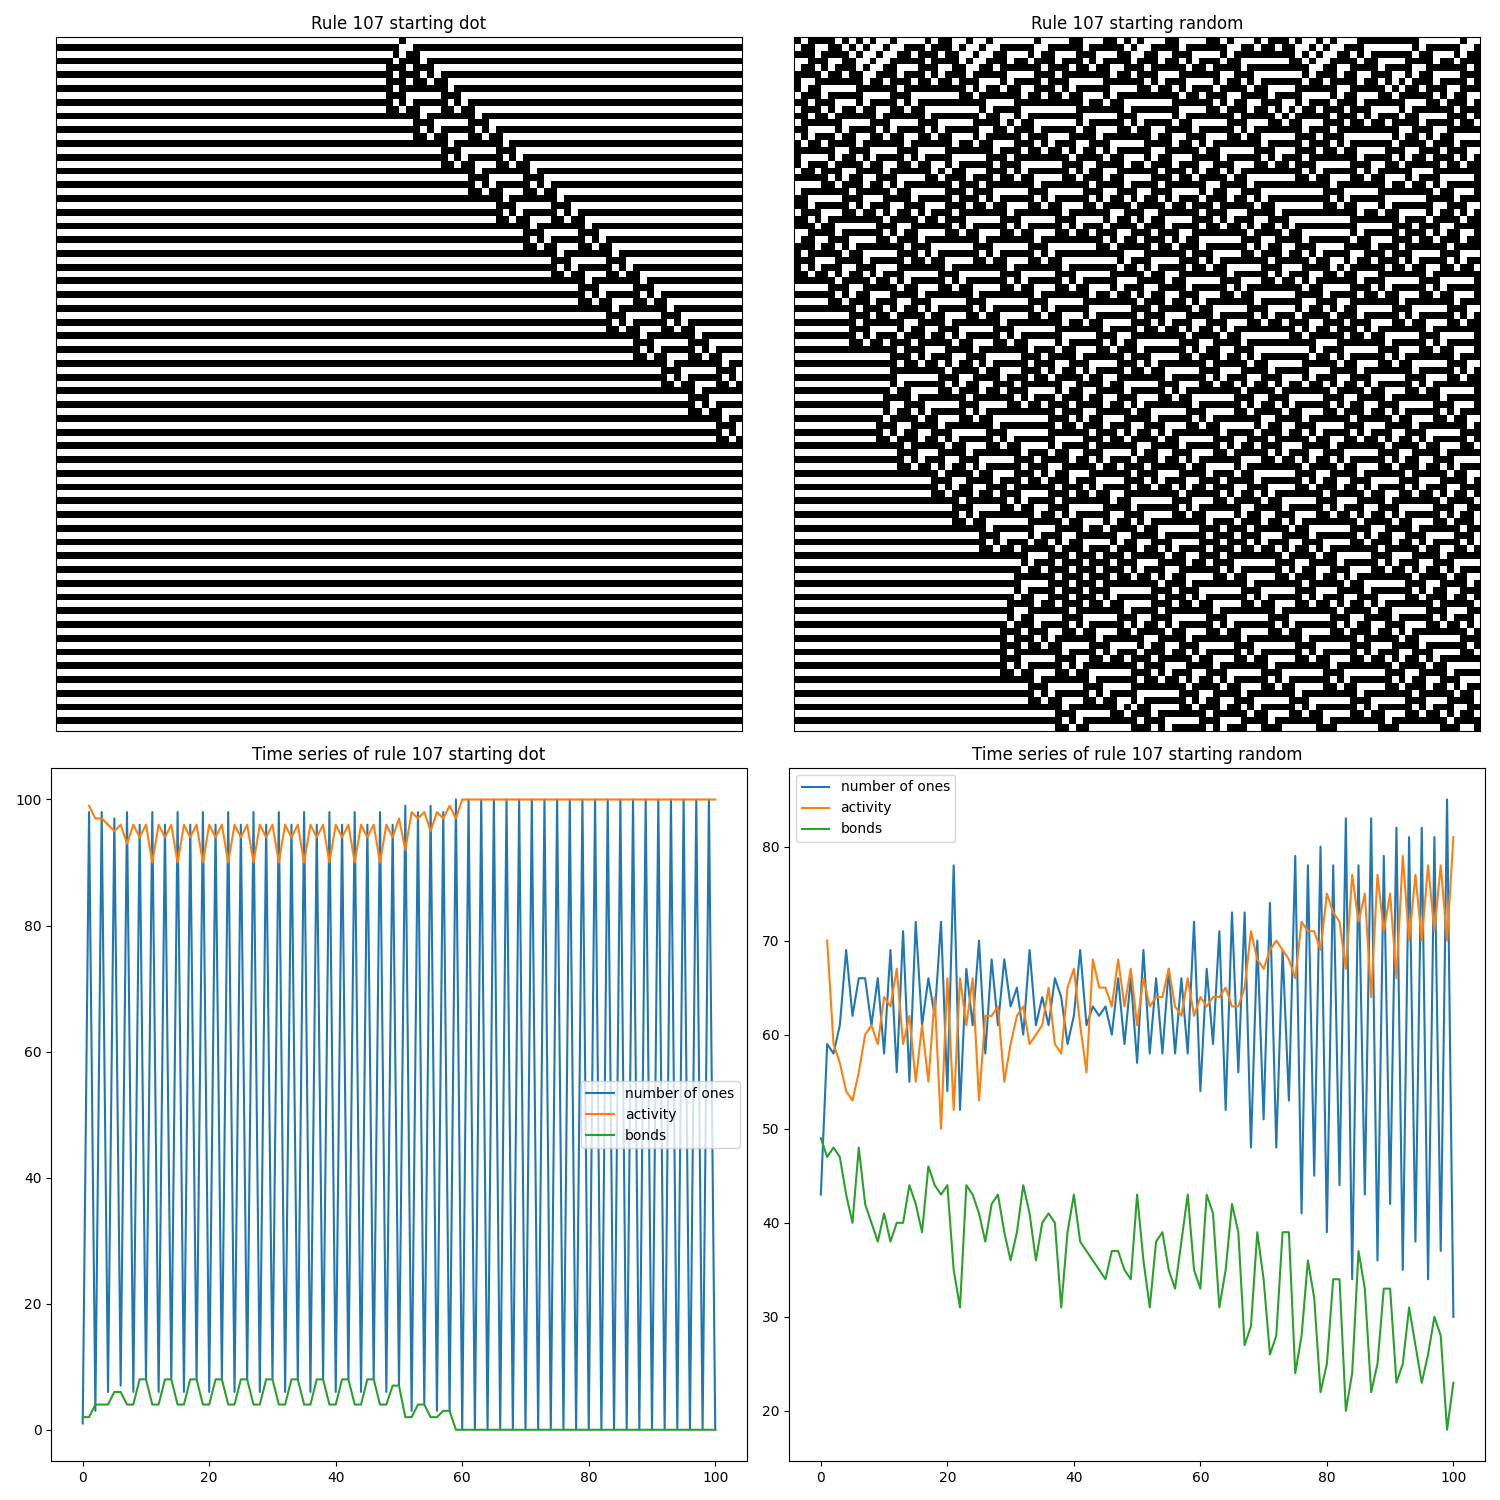 Rule 107 starting dot
Rule 107 starting random
Time series of rule 107 starting dot
100
80
60
40
20
0
number of ones
activity
bonds
0 20 40 60 80 100
Time series of rule 107 starting random
number of ones
activity
bonds
80
70
60
50
40
30
20
0 20 40 60 80 100